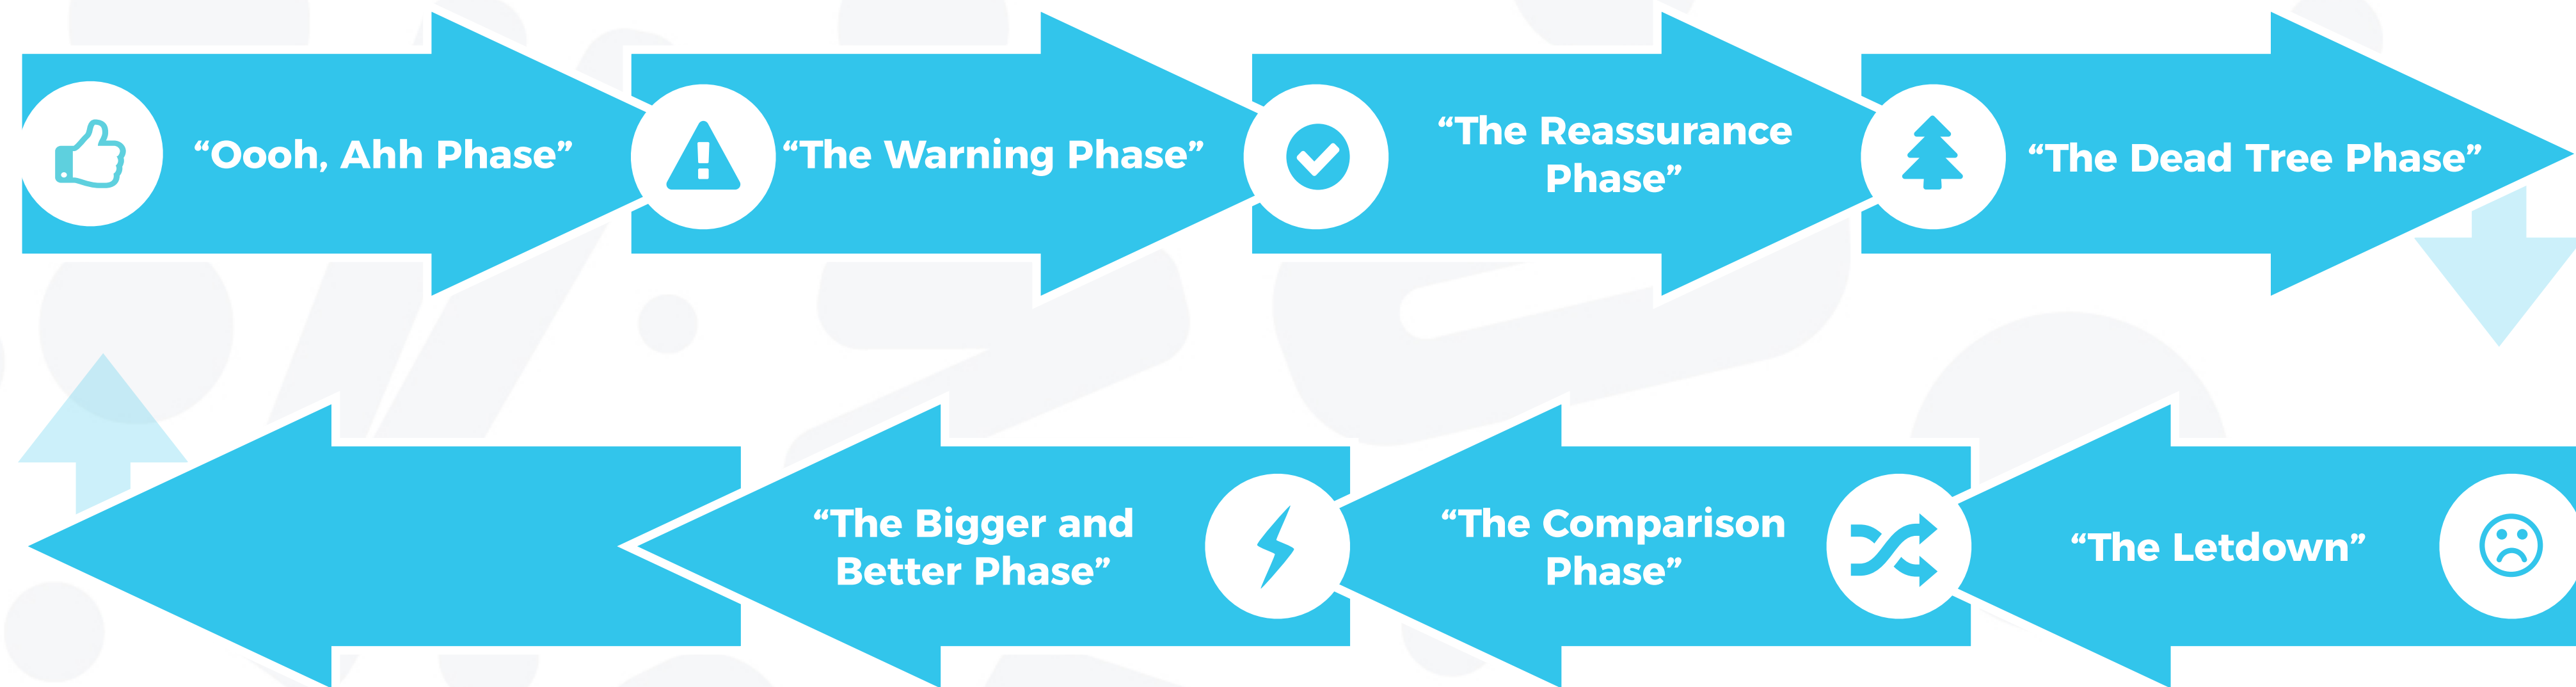 “Oooh, Ahh Phase”
“The Warning Phase”
“The Reassurance
Phase”
“The Dead Tree Phase”
“The Letdown”
“The Comparison
Phase”
“The Bigger and
Better Phase”